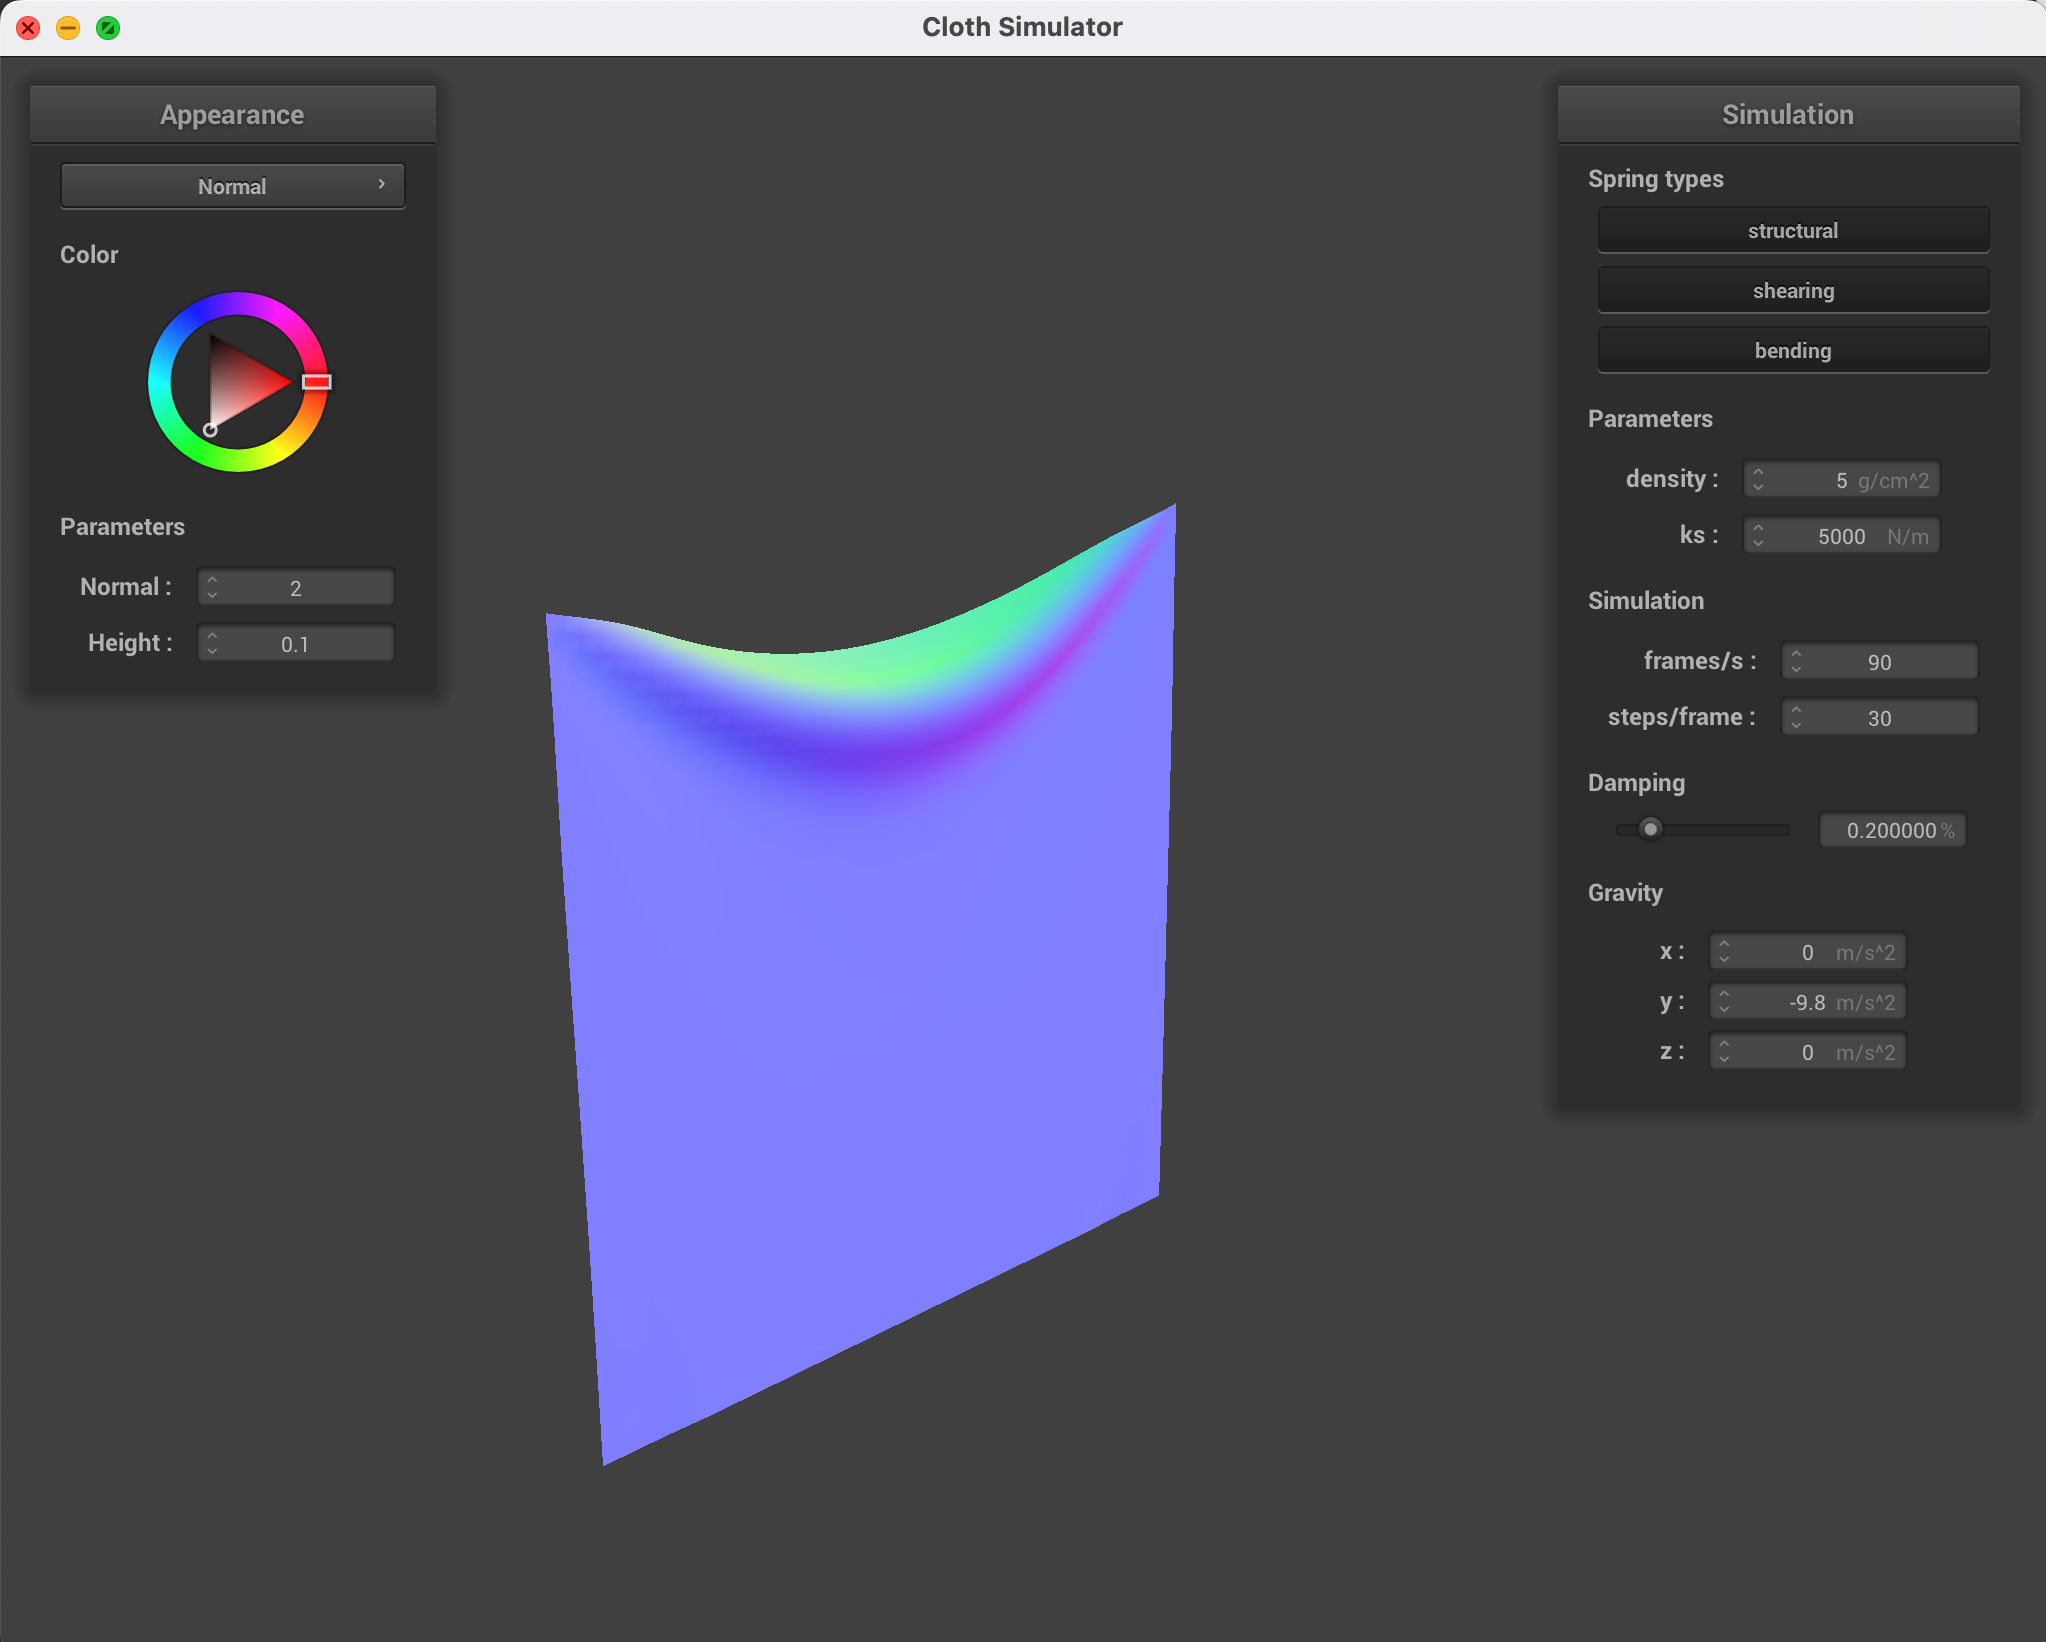 Cloth Simulator
Appearance
Normal
Color
Parameters
Normal : 2
Height : 0.1
Simulation
Spring types
structural
shearing
bending
Parameters
density : 5 g/cm^2
ks : 5000 N/m
Simulation
frames/s : 90
steps/frame : 30
Damping
0.200000 %
Gravity
x : 0 m/s^2
y : -9.8 m/s^2
z : 0 m/s^2